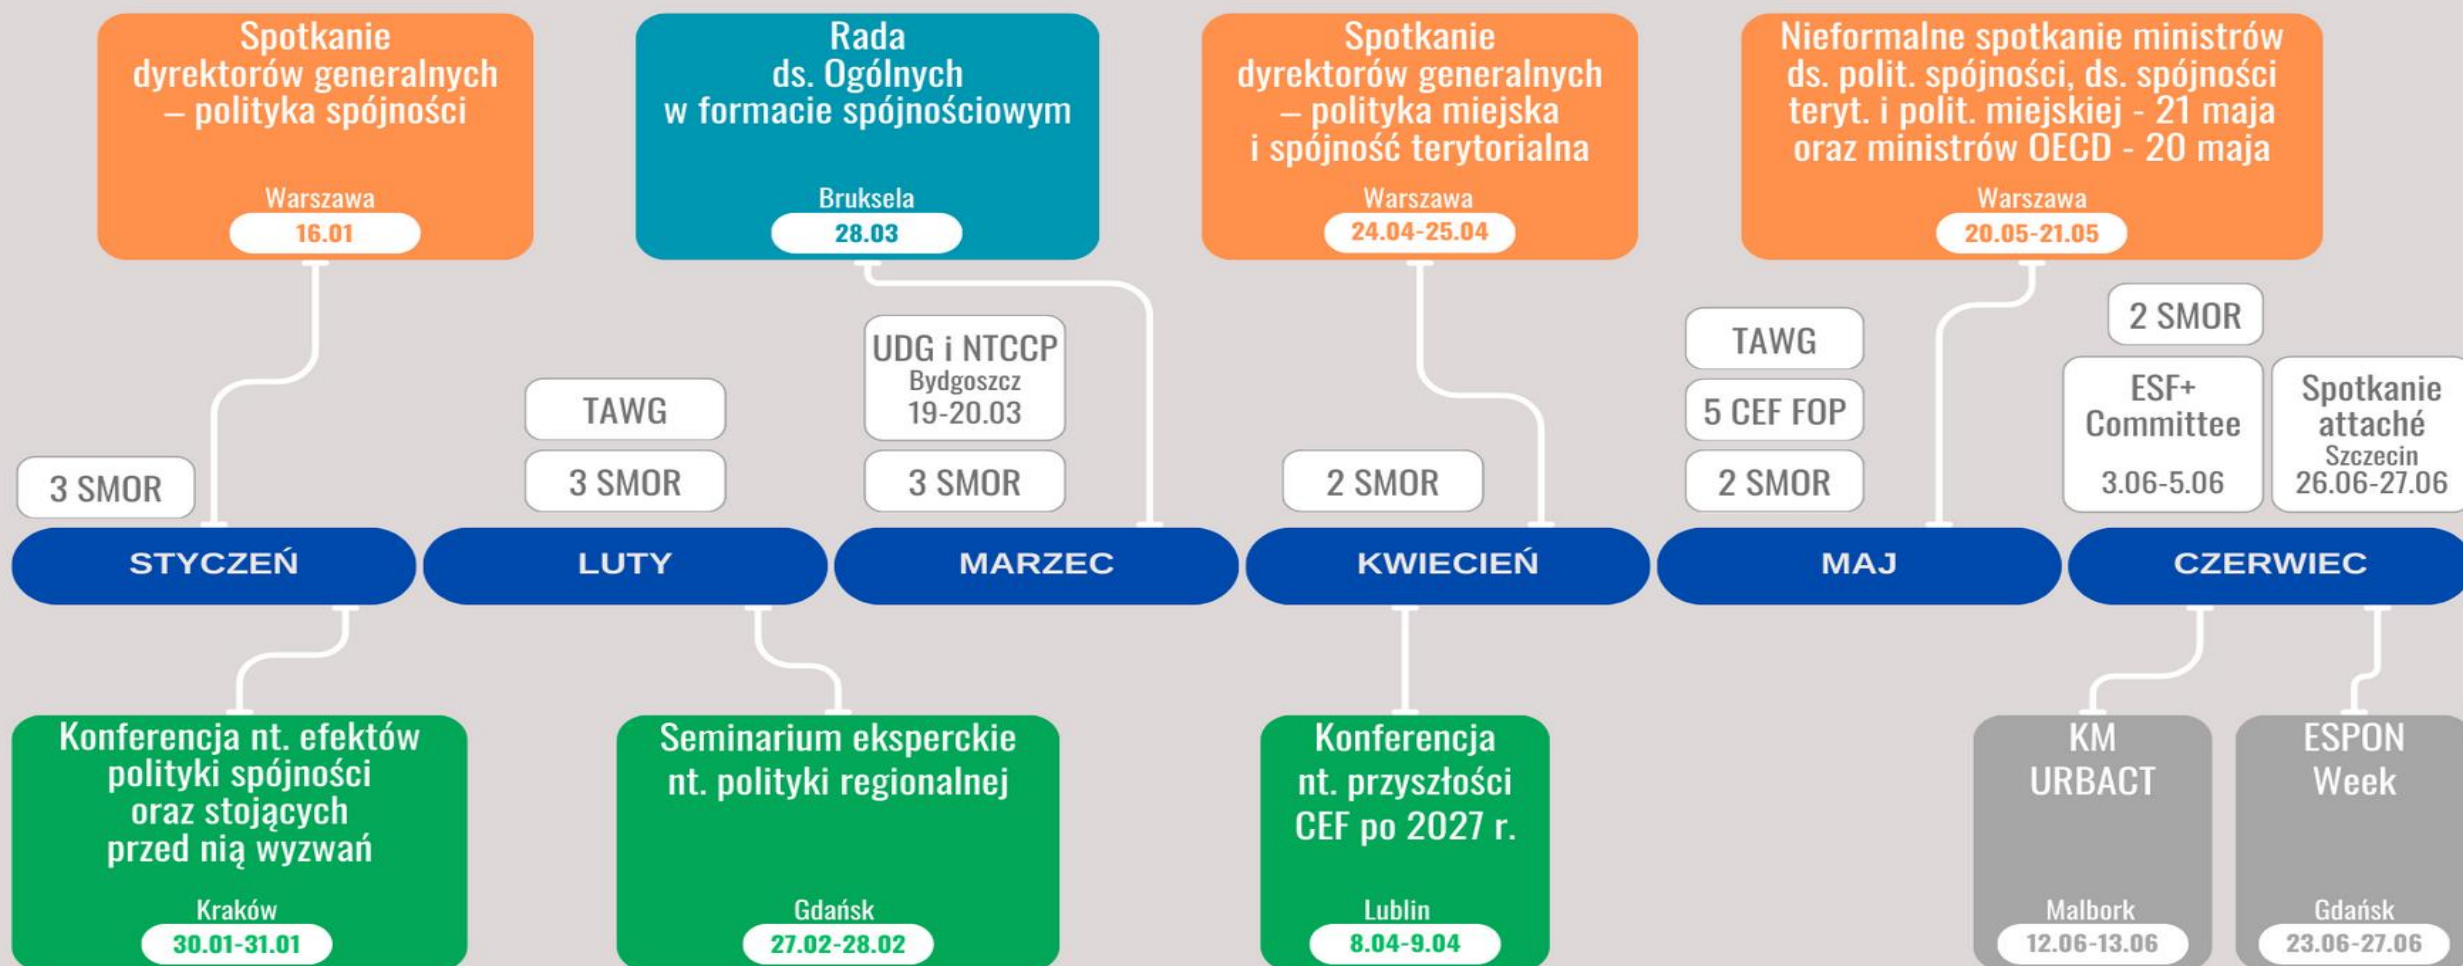 Spotkanie
dyrektorów generalnych
– polityka spójności
Warszawa
16.01
Rada
ds. Ogólnych
w formacie spójnościowym
Bruksela
28.03
Spotkanie
dyrektorów generalnych
– polityka miejska
i spójność terytorialna
Warszawa
24.04-25.04
Nieformalne spotkanie ministrów
ds. polit. spójności, ds. spójności
teryt. i polit. miejskiej - 21 maja
oraz ministrów OECD - 20 maja
Warszawa
20.05-21.05
3 SMOR
TAWG
3 SMOR
UDG i NTCCP
Bydgoszcz
19-20.03
3 SMOR
2 SMOR
TAWG
5 CEF FOP
2 SMOR
2 SMOR
ESF+
Committee
3.06-5.06
Spotkanie
attaché
Szczecin
26.06-27.06
STYCZEŃ
LUTY
MARZEC
KWIECIEŃ
MAJ
CZERWIEC
Konferencja nt. efektów
polityki spójności
oraz stojących
przed nią wyzwań
Kraków
30.01-31.01
Seminarium eksperckie
nt. polityki regionalnej
Gdańsk
27.02-28.02
Konferencja
nt. przyszłości
CEF po 2027 r.
Lublin
8.04-9.04
KM
URBACT
Malbork
12.06-13.06
ESPON
Week
Gdańsk
23.06-27.06